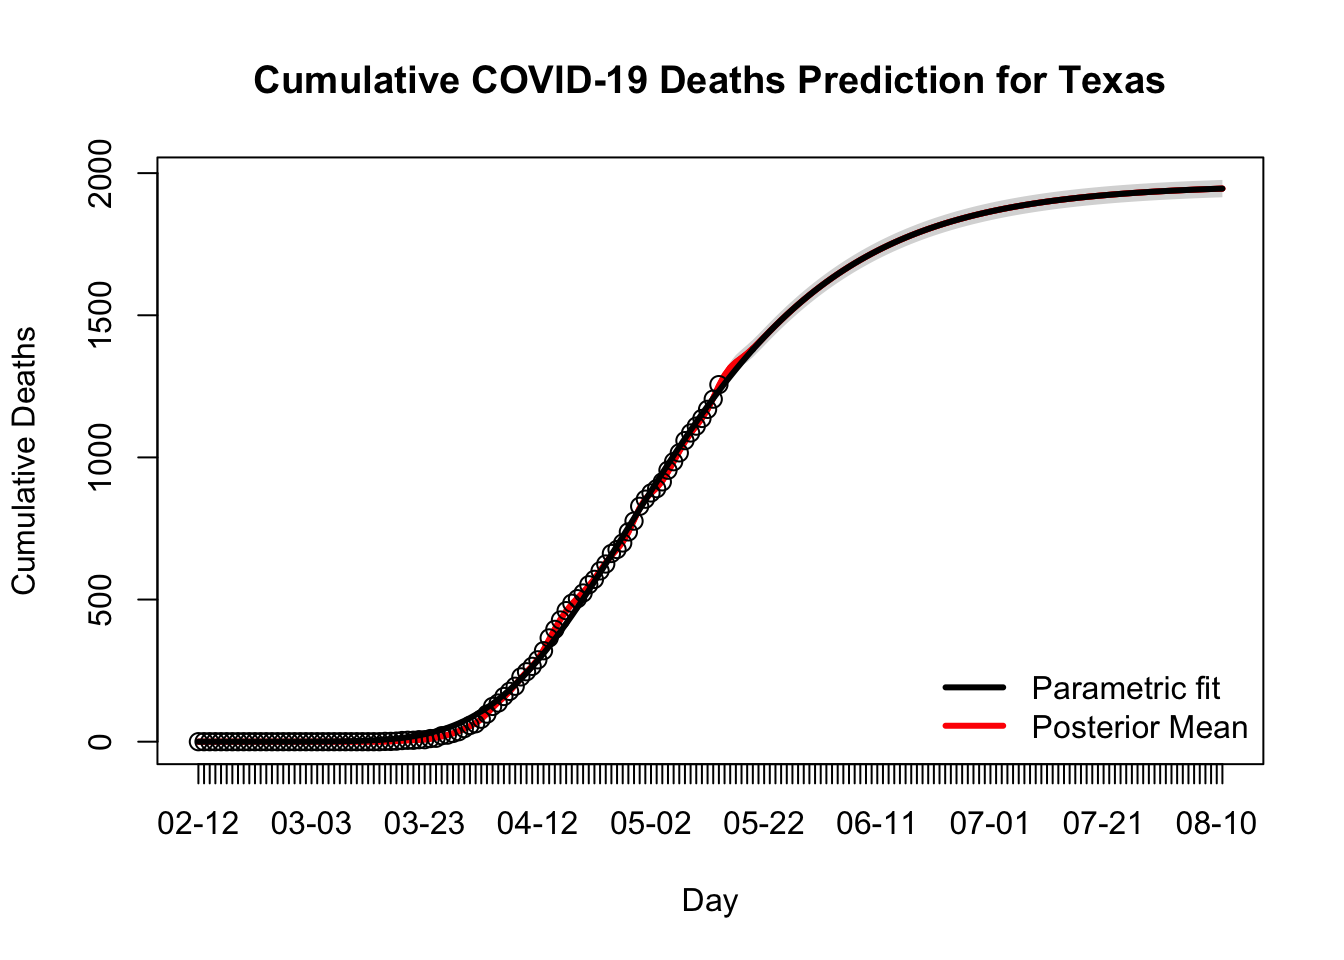 Cumulative COVID-19 Deaths Prediction for Texas
Cumulative Deaths
2000
1500
1000
500
0
Parametric fit
Posterior Mean
02-12 03-03 03-23 04-12 05-02 05-22 06-11 07-01 07-21 08-10
Day